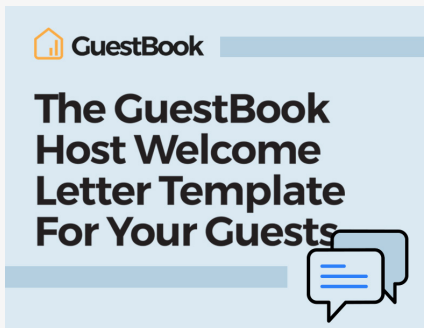 GuestBook
The GuestBook
Host Welcome
Letter Template
For Your Guests